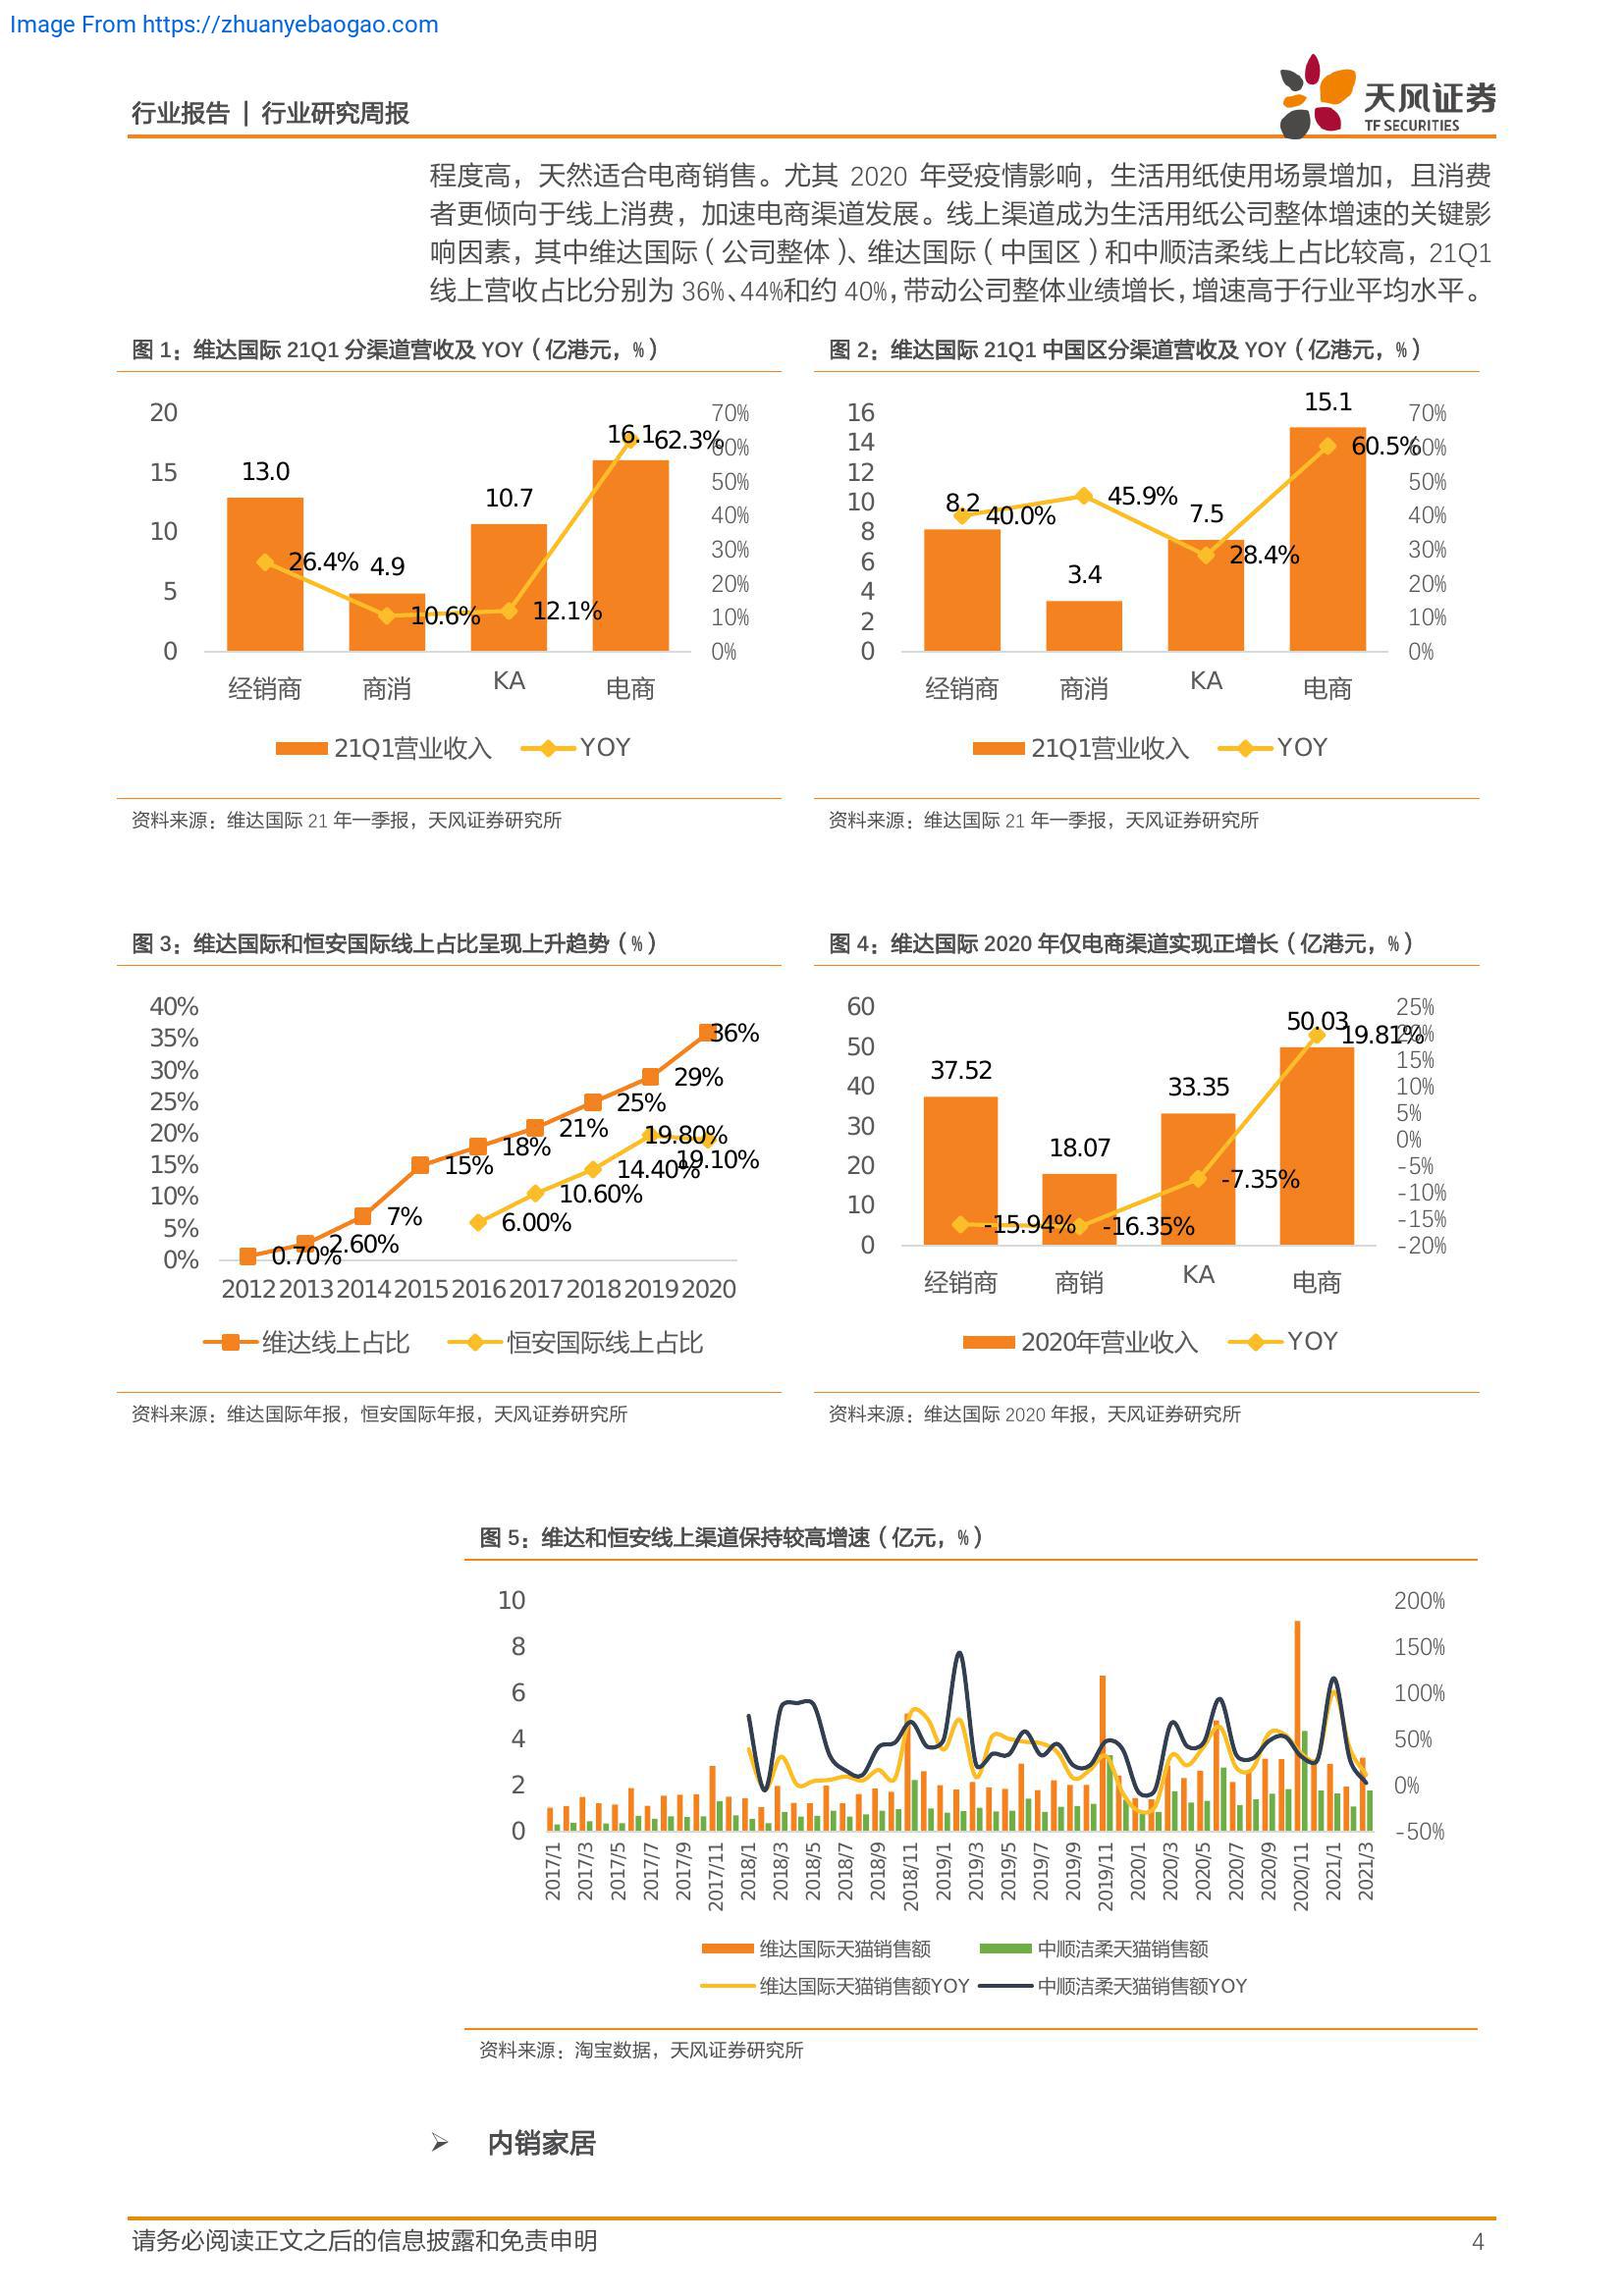 Image From https://zhuanyebaogao.com
行业报告 | 行业研究周报
天风证券
TF SECURITIES
程度高，天然适合电商销售。尤其 2020 年受疫情影响，生活用纸使用场景增加，且消费
者更倾向于线上消费，加速电商渠道发展。线上渠道成为生活用纸公司整体增速的关键影
响因素，其中维达国际（公司整体）、维达国际（中国区）和中顺洁柔线上占比较高，21Q1
线上营收占比分别为 36%、44%和约 40%，带动公司整体业绩增长，增速高于行业平均水平。
图 1：维达国际 21Q1 分渠道营收及 YOY（亿港元，%）
20
15
10
5
0
70%
60%
50%
40%
30%
20%
10%
0%
13.0
4.9
10.7
16.1
26.4%
10.6%
12.1%
62.3%
经销商
商消
KA
电商
21Q1营业收入
YOY
资料来源：维达国际 21 年一季报，天风证券研究所
图 2：维达国际 21Q1 中国区分渠道营收及 YOY（亿港元，%）
16
14
12
10
8
6
4
2
0
70%
60%
50%
40%
30%
20%
10%
0%
8.2
3.4
7.5
15.1
40.0%
45.9%
28.4%
60.5%
经销商
商消
KA
电商
21Q1营业收入
YOY
资料来源：维达国际 21 年一季报，天风证券研究所
图 3：维达国际和恒安国际线上占比呈现上升趋势（%）
40%
35%
30%
25%
20%
15%
10%
5%
0%
0.70%
2.60%
7%
15%
18%
21%
25%
29%
36%
6.00%
10.60%
14.40%
19.80%
19.10%
2012 2013 2014 2015 2016 2017 2018 2019 2020
维达线上占比
恒安国际线上占比
资料来源：维达国际年报，恒安国际年报，天风证券研究所
图 4：维达国际 2020 年仅电商渠道实现正增长（亿港元，%）
60
50
40
30
20
10
0
25%
20%
15%
10%
5%
0%
-5%
-10%
-15%
-20%
37.52
18.07
33.35
50.03
-15.94%
-16.35%
-7.35%
19.81%
经销商
商销
KA
电商
2020年营业收入
YOY
资料来源：维达国际 2020 年报，天风证券研究所
图 5：维达和恒安线上渠道保持较高增速（亿元，%）
10
8
6
4
2
0
200%
150%
100%
50%
0%
-50%
2017/1
2017/3
2017/5
2017/7
2017/9
2017/11
2018/1
2018/3
2018/5
2018/7
2018/9
2018/11
2019/1
2019/3
2019/5
2019/7
2019/9
2019/11
2020/1
2020/3
2020/5
2020/7
2020/9
2020/11
2021/1
2021/3
维达国际天猫销售额
中顺洁柔天猫销售额
维达国际天猫销售额YOY
中顺洁柔天猫销售额YOY
资料来源：淘宝数据，天风证券研究所
➢ 内销家居
请务必阅读正文之后的信息披露和免责申明
4